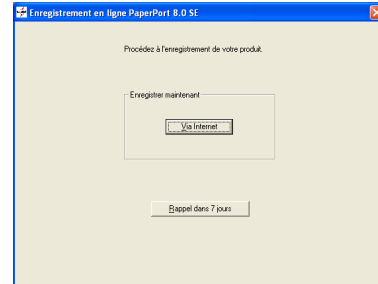 Enregistrement en ligne PaperPort 8.0 SE
Procédez à l'enregistrement de votre produit.
Enregistrer maintenant
Via Internet
Rappel dans 7 jours